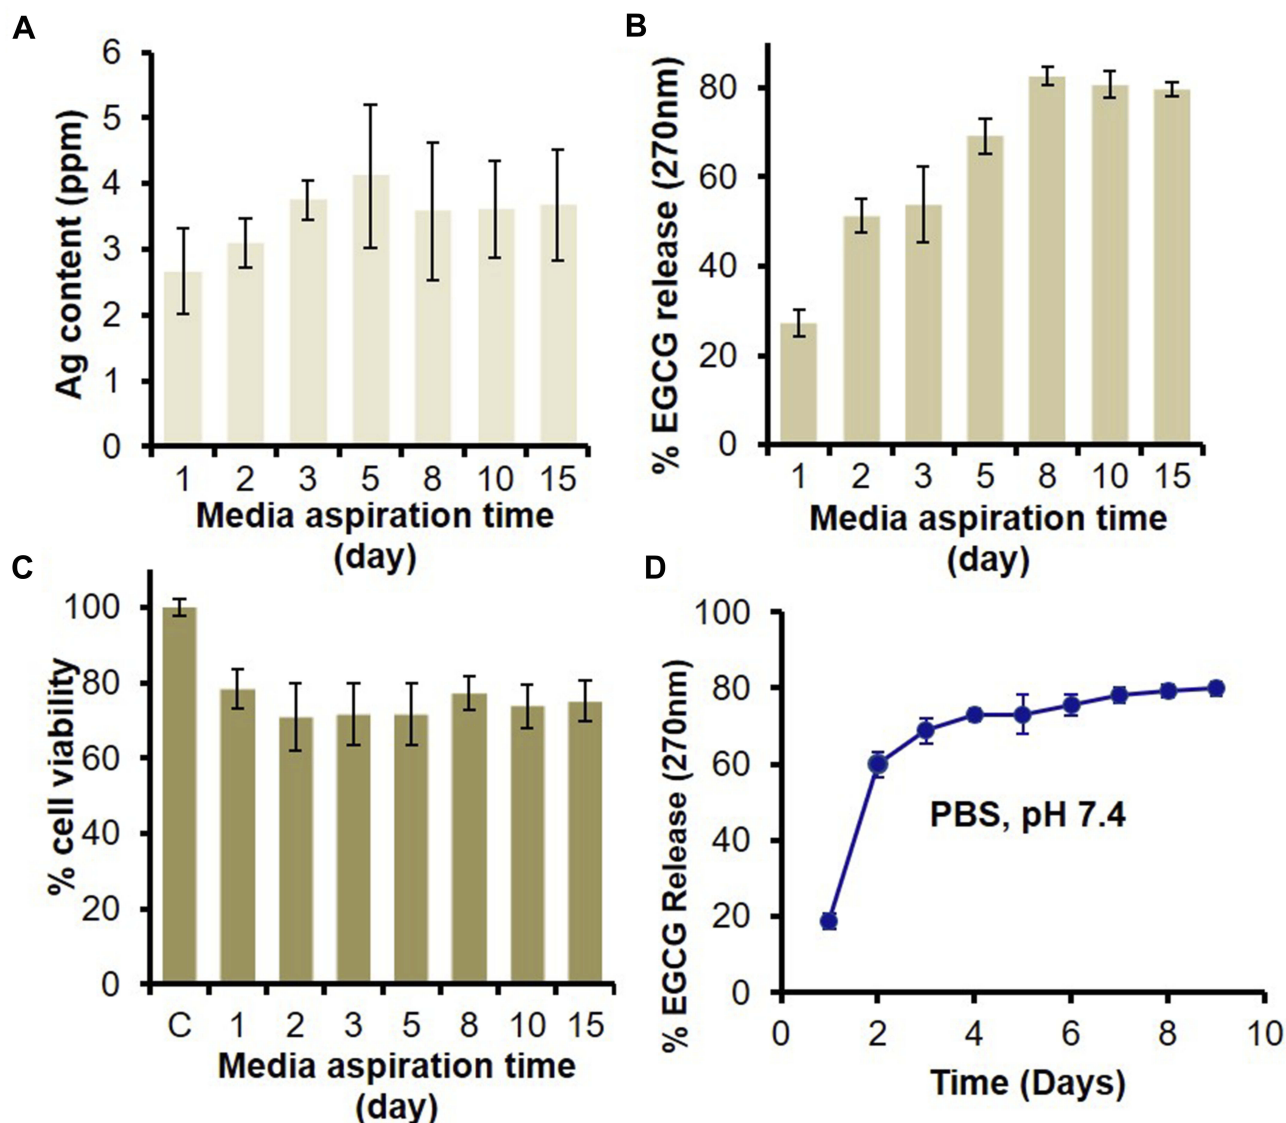 A
Ag content (ppm)
6
5
4
3
2
1
0
1 2 3 5 8 10 15
Media aspiration time
(day)
B
% EGCG release (270nm)
80
60
40
20
0
1 2 3 5 8 10 15
Media aspiration time
(day)
C
% cell viability
100
80
60
40
20
0
C 1 2 3 5 8 10 15
Media aspiration time
(day)
D
% EGCG Release (270nm)
100
80
60
40
20
0
PBS, pH 7.4
0 2 4 6 8 10
Time (Days)